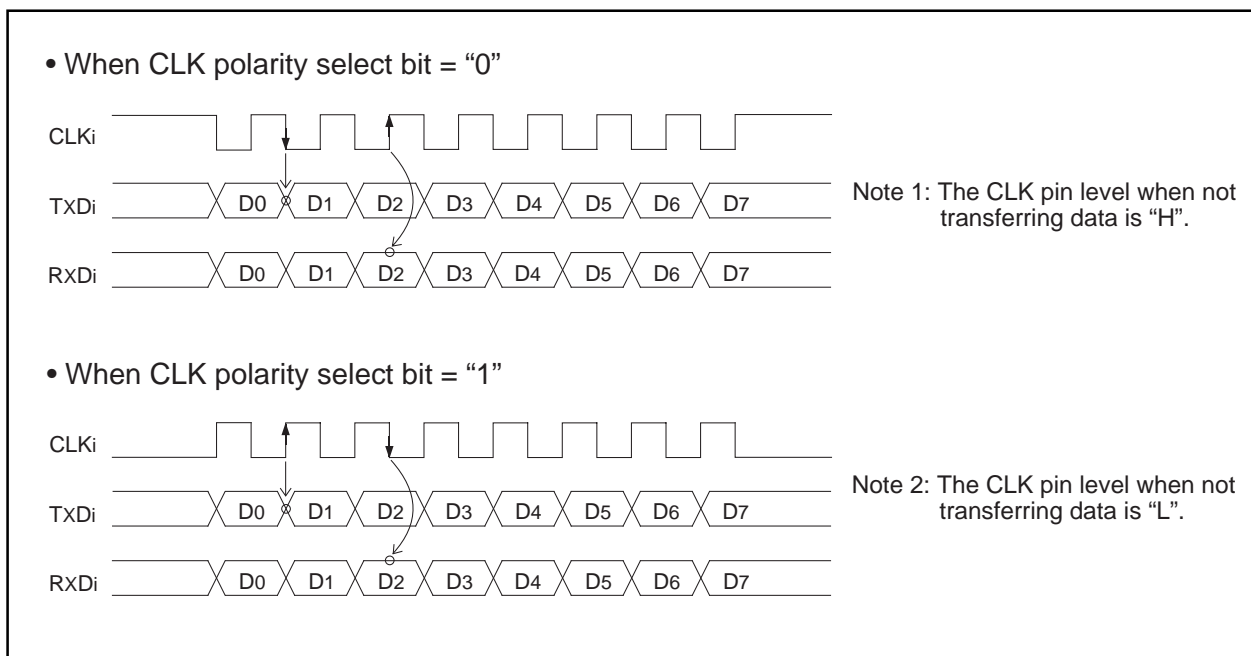 • When CLK polarity select bit = “0”
CLKi
TXDi D0 D1 D2 D3 D4 D5 D6 D7
RXDi D0 D1 D2 D3 D4 D5 D6 D7
Note 1: The CLK pin level when not
transferring data is “H”.
• When CLK polarity select bit = “1”
CLKi
TXDi D0 D1 D2 D3 D4 D5 D6 D7
RXDi D0 D1 D2 D3 D4 D5 D6 D7
Note 2: The CLK pin level when not
transferring data is “L”.